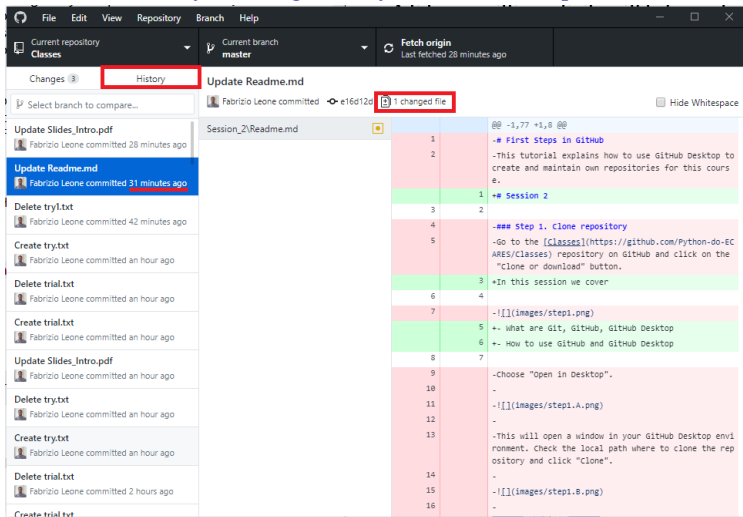 File Edit View Repository Branch Help
Current repository
Classes
Current branch
master
Fetch origin
Last fetched 28 minutes ago
Changes 3
History
Select branch to compare...
Update Slides_Intro.pdf
Fabrizio Leone committed 28 minutes ago
Update Readme.md
Fabrizio Leone committed 31 minutes ago
Delete try1.txt
Fabrizio Leone committed 42 minutes ago
Create try.txt
Fabrizio Leone committed an hour ago
Delete trial.txt
Fabrizio Leone committed an hour ago
Create trial.txt
Fabrizio Leone committed an hour ago
Update Slides_Intro.pdf
Fabrizio Leone committed an hour ago
Delete try.txt
Fabrizio Leone committed an hour ago
Create try.txt
Fabrizio Leone committed an hour ago
Delete trial.txt
Fabrizio Leone committed 2 hours ago
Create trial.txt
Update Readme.md
Fabrizio Leone committed e16d12d 1 changed file
Hide Whitespace
Session_2\Readme.md
@@ -1,77 +1,8 @@
1 -# First Steps in GitHub
2 -This tutorial explains how to use GitHub Desktop to
create and maintain own repositories for this cours
e.
1 +# Session 2
3 2
4 -### Step 1. Clone repository
5 -Go to the [Classes](https://github.com/Python-do-EC
ARES/Classes) repository on GitHub and click on the
"Clone or download" button.
3 +In this session we cover
6 4
7 -![](images/step1.png)
5 +- What are Git, GitHub, GitHub Desktop
6 +- How to use GitHub and GitHub Desktop
8 7
9 -Choose "Open in Desktop".
10 -
11 -![](images/step1.A.png)
12 -
13 -This will open a window in your GitHub Desktop envi
ronment. Check the local path where to clone the rep
ository and click "Clone".
14 -
15 -![](images/step1.B.png)
16 -